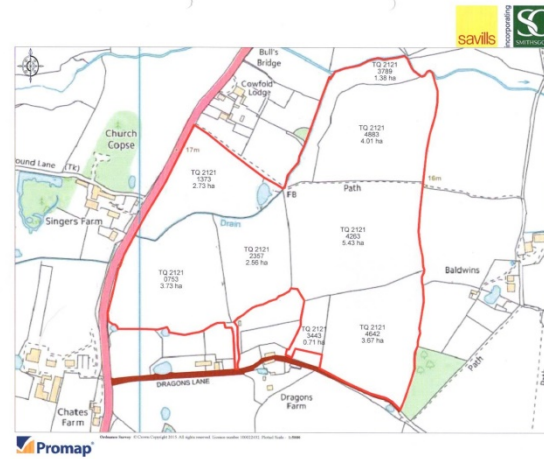 savills
incorporating
SC
SMITHSGORE
Bull's
Bridge
TQ 2121
3789
1.38 ha
Cowfold
Lodge
TQ 2121
4883
4.01 ha
Church
Copse
17m
ound Lane (Tk)
TQ 2121
1373
2.73 ha
18m
Path
FB
Singers Farm
Drain
TQ 2121
4263
5.43 ha
TQ 2121
2357
2.56 ha
TQ 2121
0753
3.73 ha
Baldwins
TQ 2121
3443
0.71 ha
TQ 2121
4642
3.67 ha
Path
DRAGONS LANE
Dragons
Farm
Chates
Farm
Promap